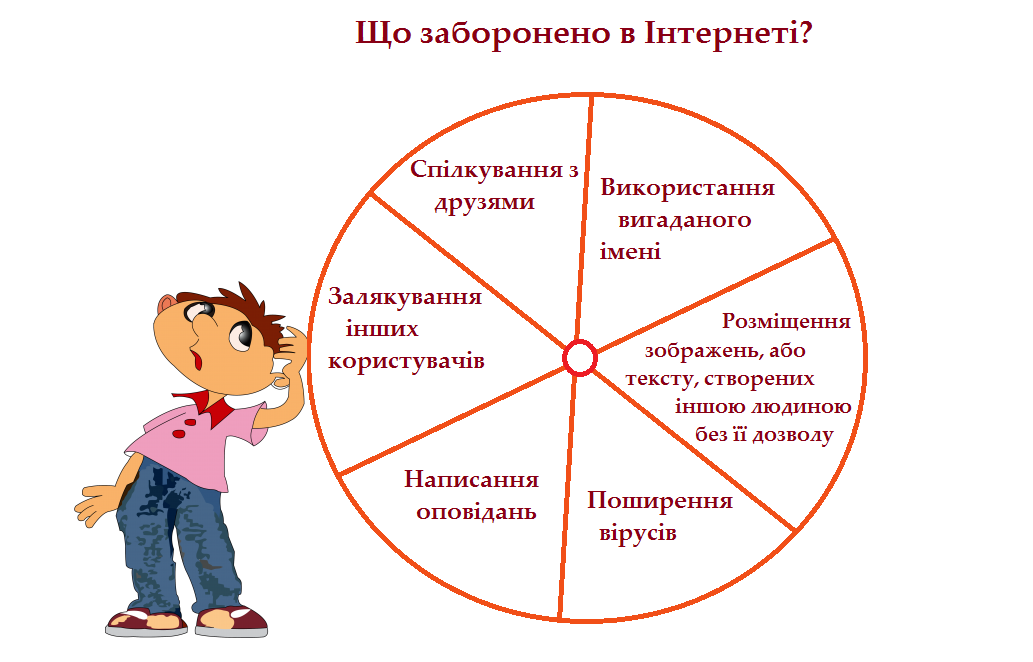 Що заборонено в Інтернеті?
Спілкування з
друзями
Використання
вигаданого
імені
Залякування
інших
користувачів
Розміщення
зображень, або
тексту, створених
іншою людиною
без її дозволу
Написання
оповідань
Поширення
вірусів